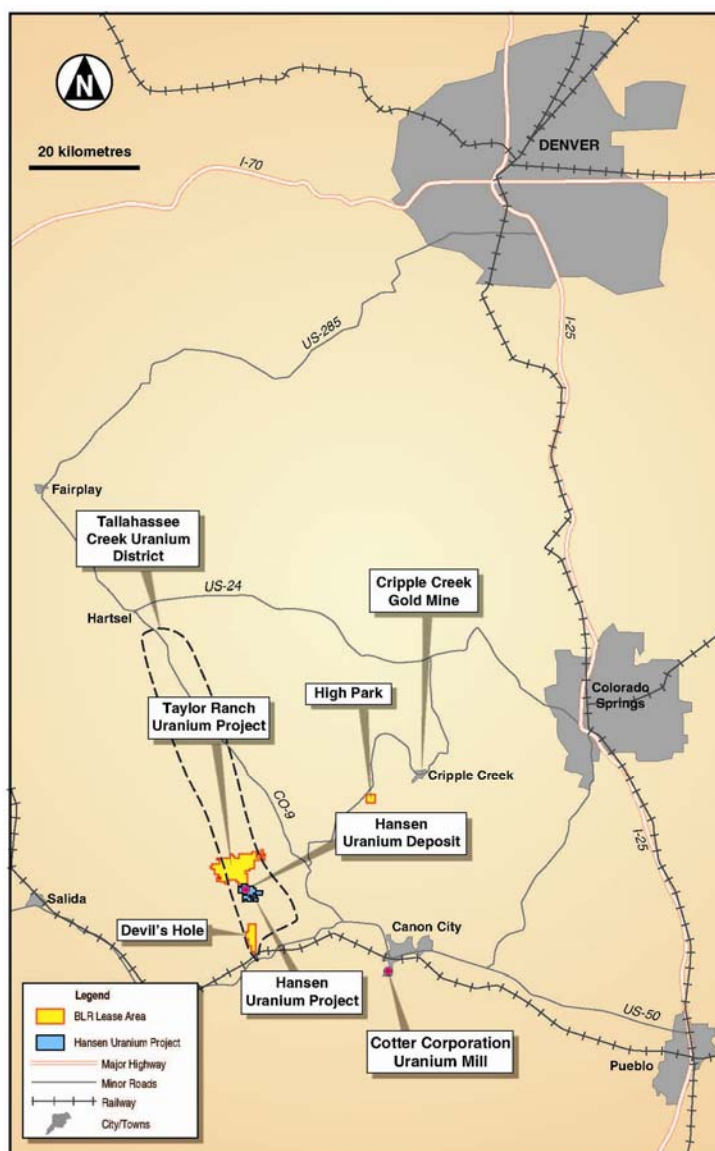 N
20 kilometres
DENVER
I-70
US-285
I-25
Fairplay
Tallahassee
Creek Uranium
District
US-24
Cripple Creek
Gold Mine
Hartsel
Colorado
Springs
High Park
Taylor Ranch
Uranium Project
Cripple Creek
CO-9
Hansen
Uranium Deposit
I-25
Salida
Devil's Hole
Canon City
Hansen
Uranium Project
US-50
Cotter Corporation
Uranium Mill
Pueblo
Legend
BLR Lease Area
Hansen Uranium Project
Major Highway
Minor Roads
Railway
City/Towns